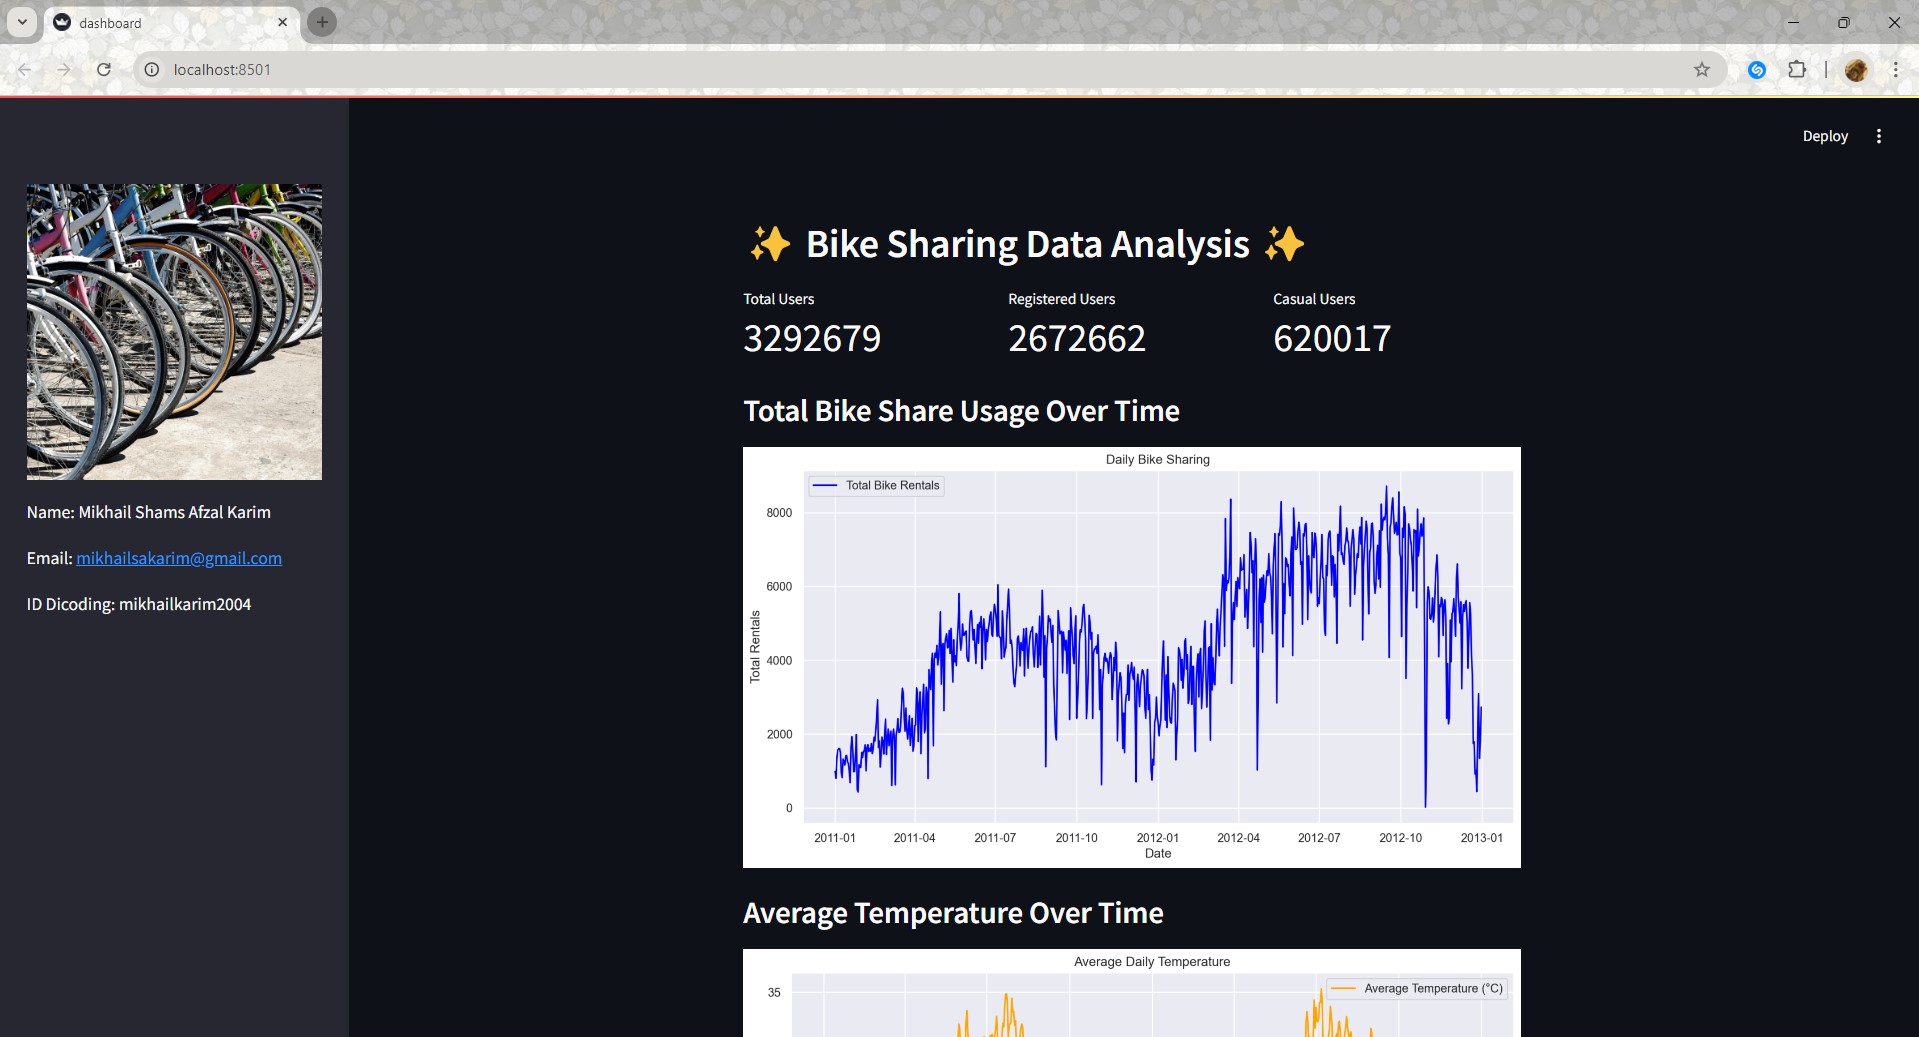 dashboard
localhost:8501
Deploy
Name: Mikhail Shams Afzal Karim
Email: mikhailsakarim@gmail.com
ID Dicoding: mikhailkarim2004
✨ Bike Sharing Data Analysis ✨
Total Users Registered Users Casual Users
3292679 2672662 620017
Total Bike Share Usage Over Time
Daily Bike Sharing
Total Bike Rentals
8000
6000
4000
2000
0
Total Rentals
2011-01 2011-04 2011-07 2011-10 2012-01 2012-04 2012-07 2012-10 2013-01
Date
Average Temperature Over Time
Average Daily Temperature
35
Average Temperature (°C)